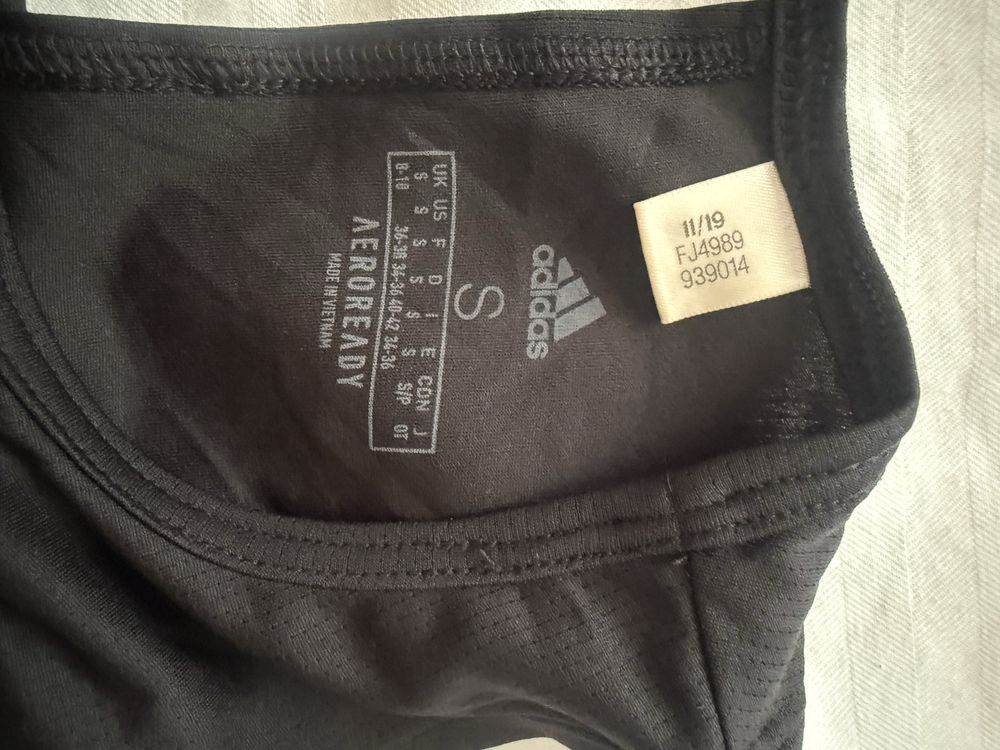 11/19
FJ4989
939014
adidas
S
UK US F D I E CDN J
S S S S S S S/P OT
8-10 36-38 34-36 40-42 34-36
AEROREADY
MADE IN VIETNAM